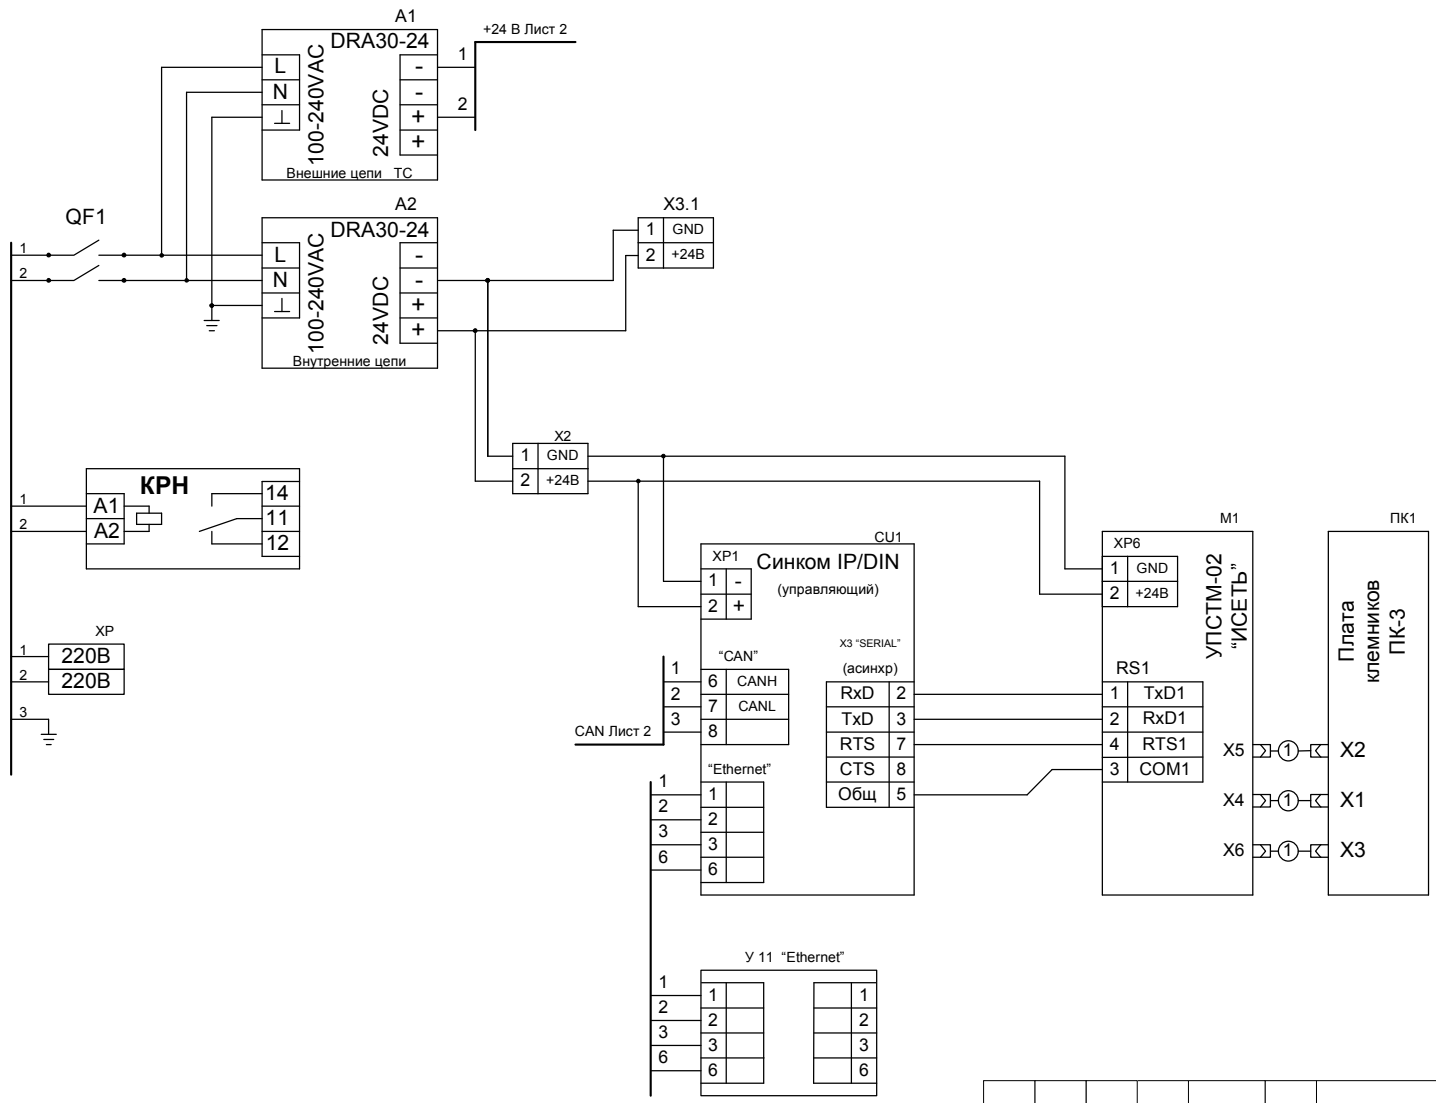 A1
+24 В Лист 2
DRA30-24
L
N
⊥
100-240VAC
24VDC
-
-
+
+
1
2
Внешние цепи ТС
QF1
1
2
A2
DRA30-24
L
N
⊥
100-240VAC
24VDC
-
-
+
+
Внутренние цепи
X3.1
1 GND
2 +24В
X2
1 GND
2 +24В
КРН
1
2
A1
A2
14
11
12
XP
1 220В
2 220В
3
CU1
XP1
Синком IP/DIN
(управляющий)
1 -
2 +
X3 “SERIAL”
(асинхр)
“CAN”
1 6 CANH
2 7 CANL
3 8
CAN Лист 2
RxD 2
TxD 3
RTS 7
CTS 8
Общ 5
“Ethernet”
1 1
2 2
3 3
6 6
М1
XP6
1 GND
2 +24В
УПСТМ-02
“ИСЕТЬ”
RS1
1 TxD1
2 RxD1
4 RTS1
3 COM1
X5 1 X2
X4 1 X1
X6 1 X3
ПК1
Плата
клемников
ПК-3
У 11 “Ethernet”
1 1 1
2 2 2
3 3 3
6 6 6